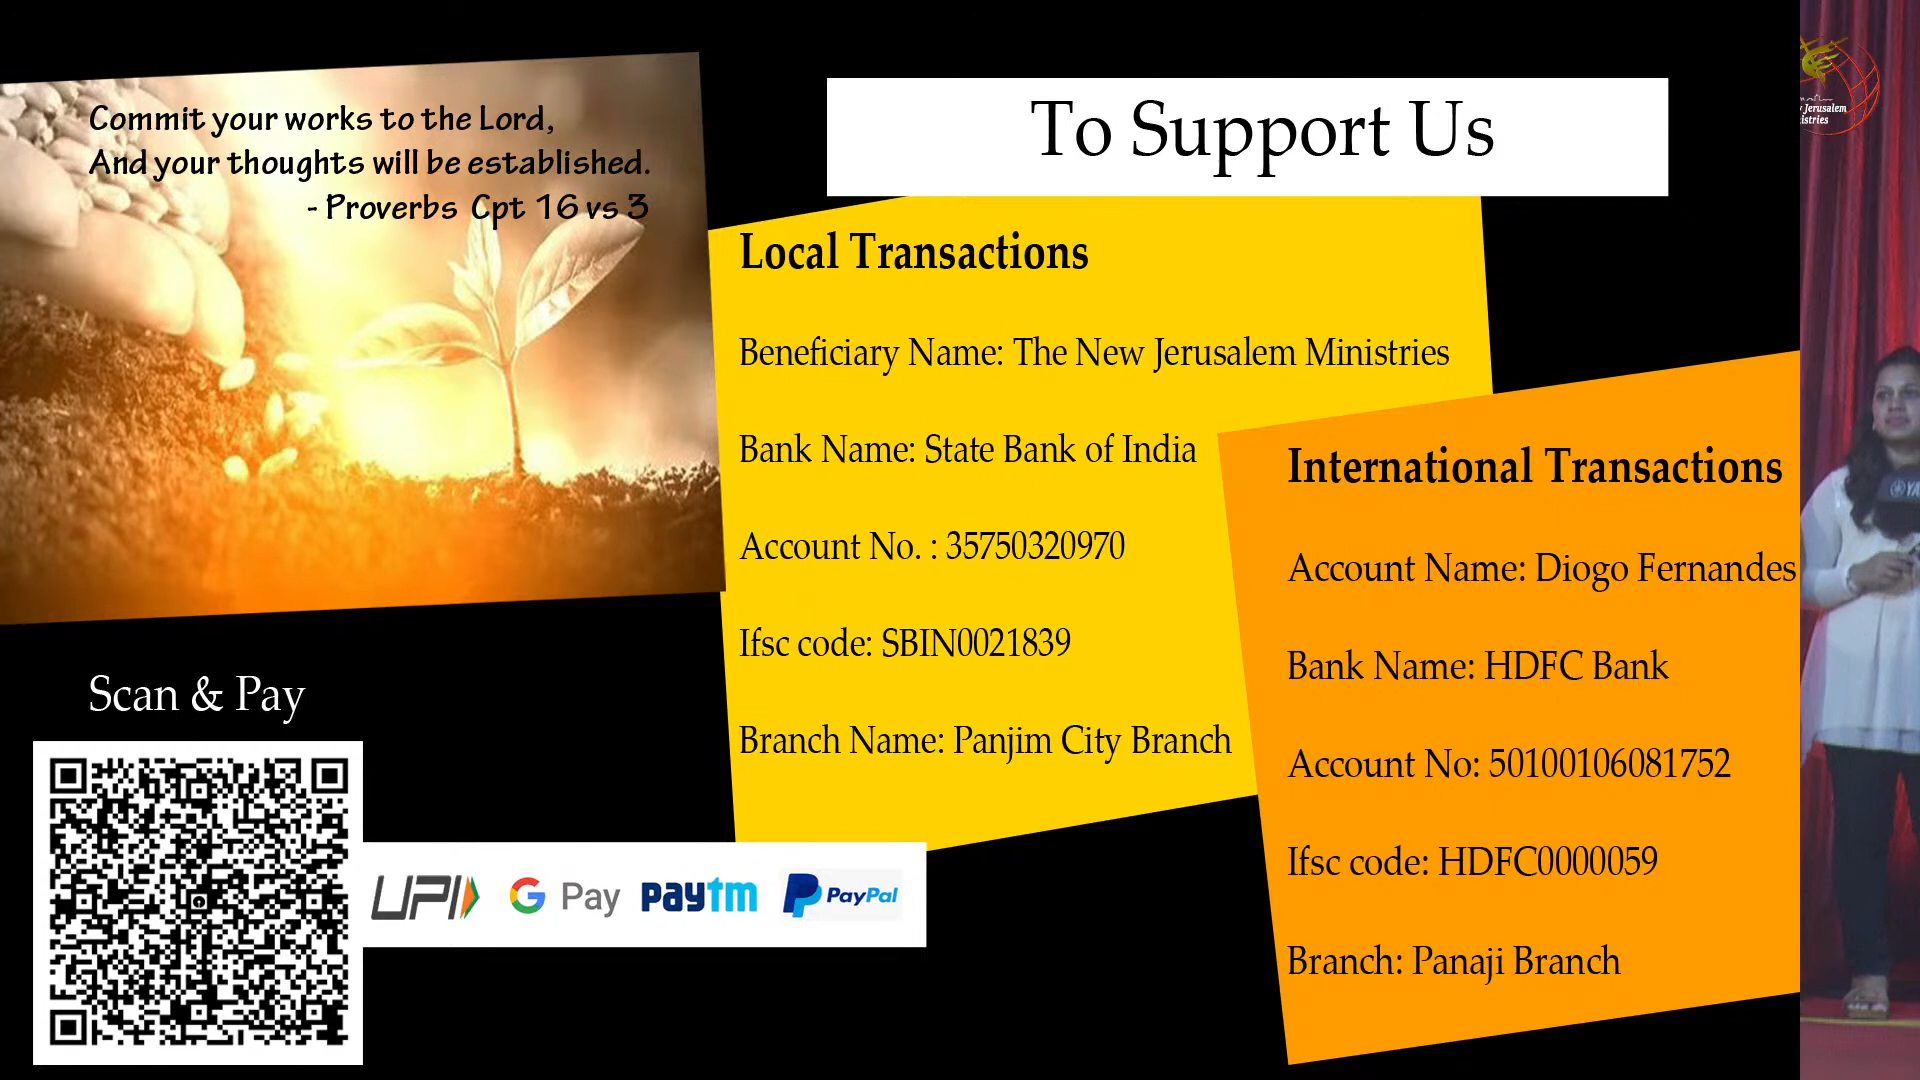 Commit your works to the Lord,
And your thoughts will be established.
- Proverbs Cpt 16 vs 3
To Support Us
Local Transactions
Beneficiary Name: The New Jerusalem Ministries
Bank Name: State Bank of India
Account No. : 35750320970
Ifsc code: SBIN0021839
Branch Name: Panjim City Branch
International Transactions
Account Name: Diogo Fernandes
Bank Name: HDFC Bank
Account No: 50100106081752
Ifsc code: HDFC0000059
Branch: Panaji Branch
Scan & Pay
UPI G Pay paytm PayPal
Jerusalem